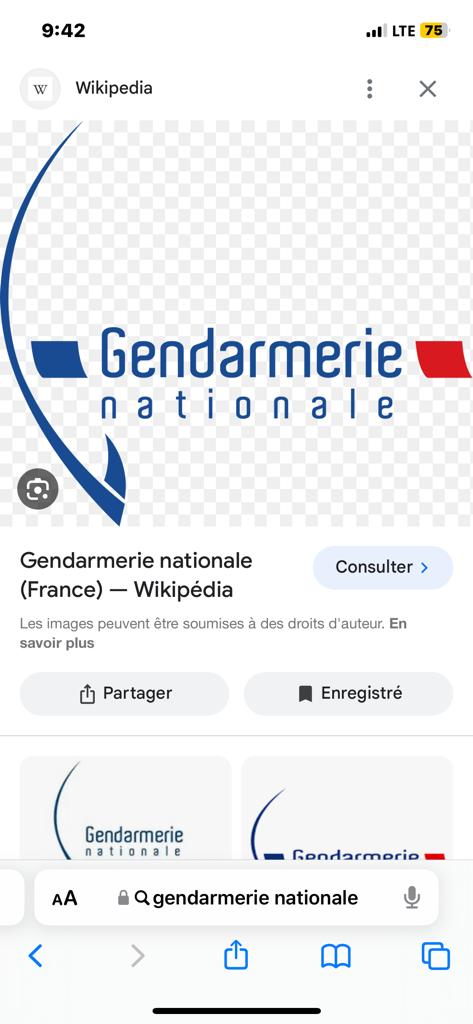 9:42
LTE 75
W Wikipedia
Gendarmerie
nationale
Gendarmerie nationale
(France) — Wikipédia
Consulter
Les images peuvent être soumises à des droits d'auteur. En
savoir plus
Partager
Enregistré
Gendarmerie
nationale
Gendarmerie
AA gendarmerie nationale